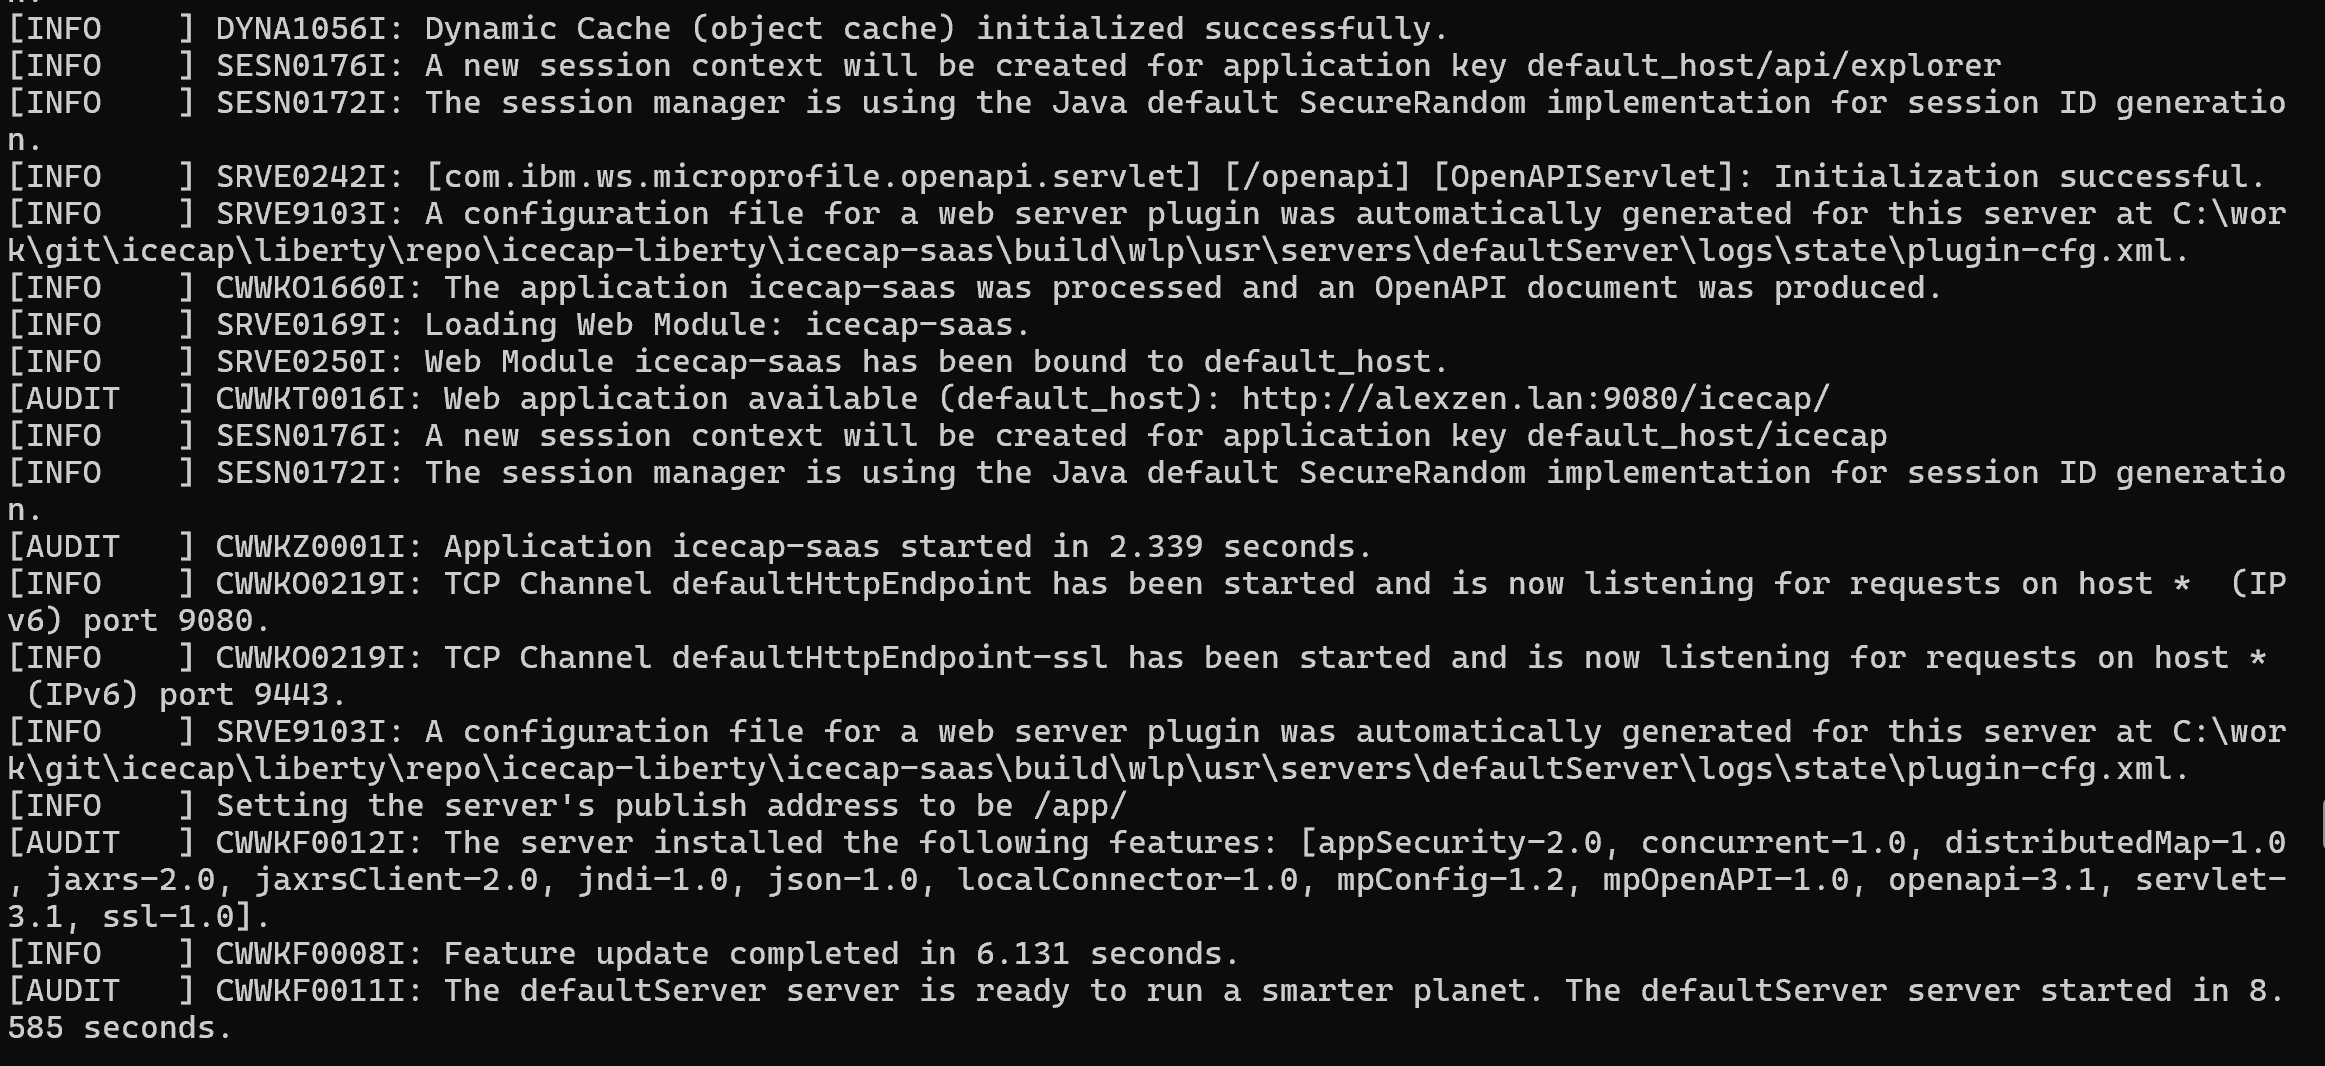 n.
[INFO    ] DYNA1056I: Dynamic Cache (object cache) initialized successfully.
[INFO    ] SESN0176I: A new session context will be created for application key default_host/api/explorer
[INFO    ] SESN0172I: The session manager is using the Java default SecureRandom implementation for session ID generatio
n.
[INFO    ] SRVE0242I: [com.ibm.ws.microprofile.openapi.servlet] [/openapi] [OpenAPIServlet]: Initialization successful.
[INFO    ] SRVE9103I: A configuration file for a web server plugin was automatically generated for this server at C:\wor
k\git\icecap\liberty\repo\icecap-liberty\icecap-saas\build\wlp\usr\servers\defaultServer\logs\state\plugin-cfg.xml.
[INFO    ] CWWKO1660I: The application icecap-saas was processed and an OpenAPI document was produced.
[INFO    ] SRVE0169I: Loading Web Module: icecap-saas.
[INFO    ] SRVE0250I: Web Module icecap-saas has been bound to default_host.
[AUDIT   ] CWWKT0016I: Web application available (default_host): http://alexzen.lan:9080/icecap/
[INFO    ] SESN0176I: A new session context will be created for application key default_host/icecap
[INFO    ] SESN0172I: The session manager is using the Java default SecureRandom implementation for session ID generatio
n.
[AUDIT   ] CWWKZ0001I: Application icecap-saas started in 2.339 seconds.
[INFO    ] CWWKO0219I: TCP Channel defaultHttpEndpoint has been started and is now listening for requests on host *  (IP
v6) port 9080.
[INFO    ] CWWKO0219I: TCP Channel defaultHttpEndpoint-ssl has been started and is now listening for requests on host *
 (IPv6) port 9443.
[INFO    ] SRVE9103I: A configuration file for a web server plugin was automatically generated for this server at C:\wor
k\git\icecap\liberty\repo\icecap-liberty\icecap-saas\build\wlp\usr\servers\defaultServer\logs\state\plugin-cfg.xml.
[INFO    ] Setting the server's publish address to be /app/
[AUDIT   ] CWWKF0012I: The server installed the following features: [appSecurity-2.0, concurrent-1.0, distributedMap-1.0
, jaxrs-2.0, jaxrsClient-2.0, jndi-1.0, json-1.0, localConnector-1.0, mpConfig-1.2, mpOpenAPI-1.0, openapi-3.1, servlet-
3.1, ssl-1.0].
[INFO    ] CWWKF0008I: Feature update completed in 6.131 seconds.
[AUDIT   ] CWWKF0011I: The defaultServer server is ready to run a smarter planet. The defaultServer server started in 8.
585 seconds.